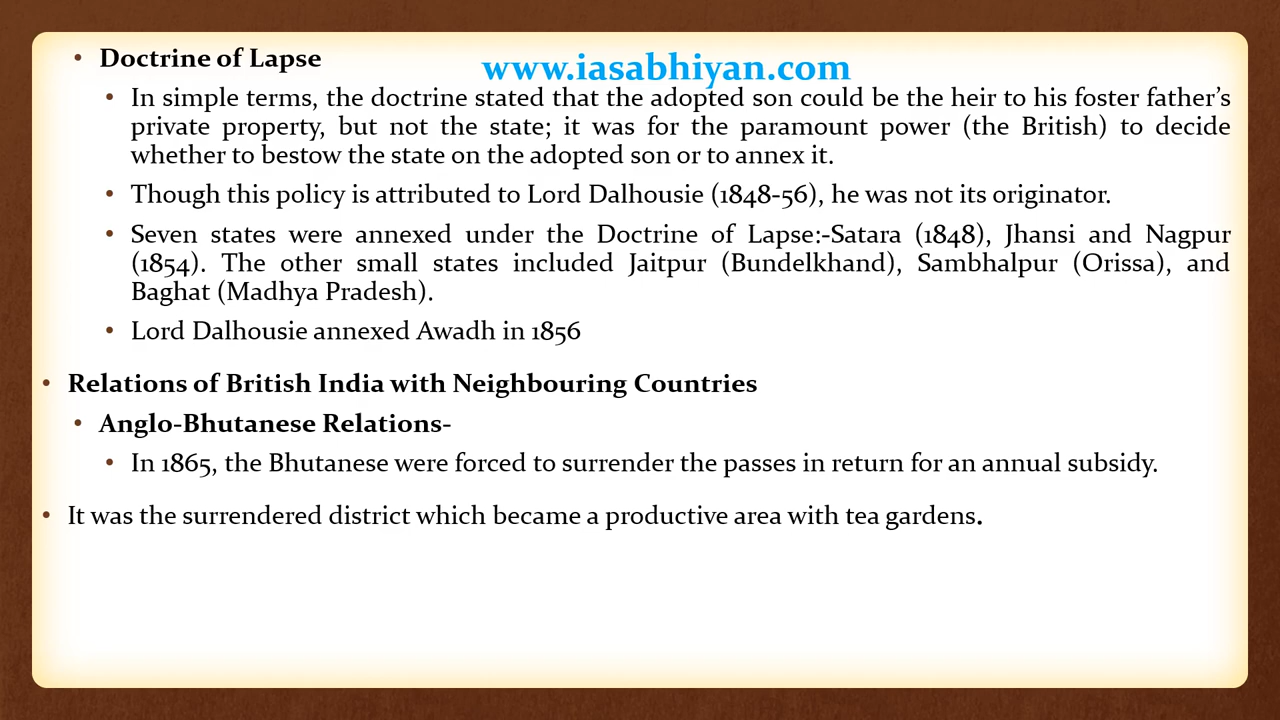 • Doctrine of Lapse
www.iasabhiyan.com
• In simple terms, the doctrine stated that the adopted son could be the heir to his foster father’s
private property, but not the state; it was for the paramount power (the British) to decide
whether to bestow the state on the adopted son or to annex it.
• Though this policy is attributed to Lord Dalhousie (1848-56), he was not its originator.
• Seven states were annexed under the Doctrine of Lapse:-Satara (1848), Jhansi and Nagpur
(1854). The other small states included Jaitpur (Bundelkhand), Sambhalpur (Orissa), and
Baghat (Madhya Pradesh).
• Lord Dalhousie annexed Awadh in 1856
• Relations of British India with Neighbouring Countries
• Anglo-Bhutanese Relations-
• In 1865, the Bhutanese were forced to surrender the passes in return for an annual subsidy.
• It was the surrendered district which became a productive area with tea gardens.